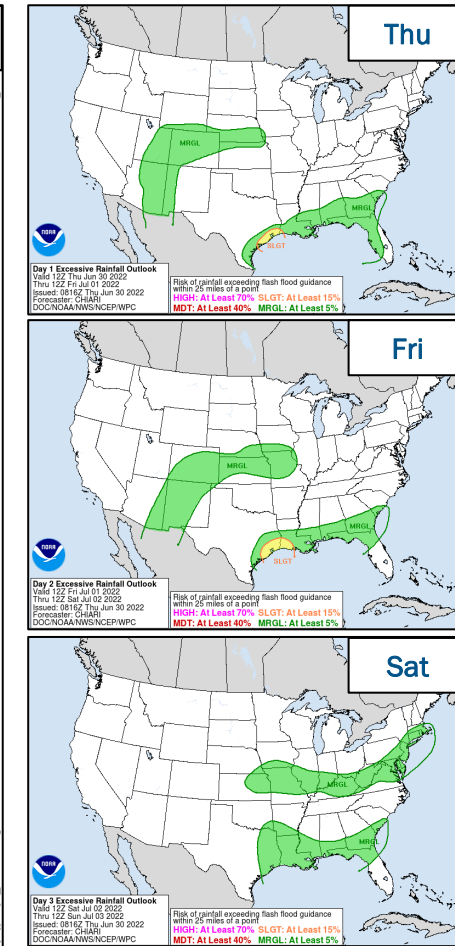 Thu
MRGL
MRGL
SLGT
NOAA
Day 1 Excessive Rainfall Outlook
Valid 12Z Thu Jun 30 2022
Thru 12Z Fri Jul 01 2022
Issued: 0816Z Thu Jun 30 2022
Forecaster: CHIARI
DOC/NOAA/NWS/NCEP/WPC
Risk of rainfall exceeding flash flood guidance
within 25 miles of a point
HIGH: At Least 70% SLGT: At Least 15%
MDT: At Least 40% MRGL: At Least 5%
Fri
MRGL
MRGL
SLGT
NOAA
Day 2 Excessive Rainfall Outlook
Valid 12Z Fri Jul 01 2022
Thru 12Z Sat Jul 02 2022
Issued: 0816Z Thu Jun 30 2022
Forecaster: CHIARI
DOC/NOAA/NWS/NCEP/WPC
Risk of rainfall exceeding flash flood guidance
within 25 miles of a point
HIGH: At Least 70% SLGT: At Least 15%
MDT: At Least 40% MRGL: At Least 5%
Sat
MRGL
MRGL
NOAA
Day 3 Excessive Rainfall Outlook
Valid 12Z Sat Jul 02 2022
Thru 12Z Sun Jul 03 2022
Issued: 0816Z Thu Jun 30 2022
Forecaster: CHIARI
DOC/NOAA/NWS/NCEP/WPC
Risk of rainfall exceeding flash flood guidance
within 25 miles of a point
HIGH: At Least 70% SLGT: At Least 15%
MDT: At Least 40% MRGL: At Least 5%